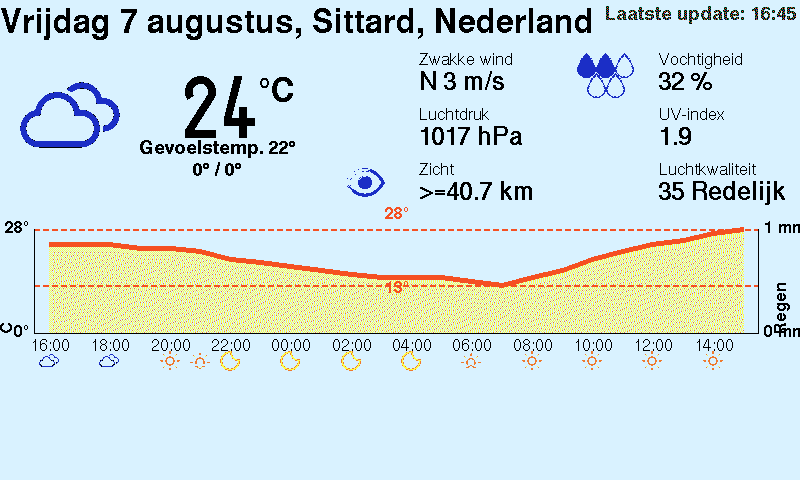 Vrijdag 7 augustus, Sittard, Nederland
Laatste update: 16:45
24 °C
Gevoelstemp. 22°
0° / 0°
Zwakke wind
N 3 m/s
Luchtdruk
1017 hPa
Zicht
>=40.7 km
Vochtigheid
32 %
UV-index
1.9
Luchtkwaliteit
35 Redelijk
28°
28°
1 mm
13°
°C
0°
0 mm
Regen
16:00 18:00 20:00 22:00 00:00 02:00 04:00 06:00 08:00 10:00 12:00 14:00